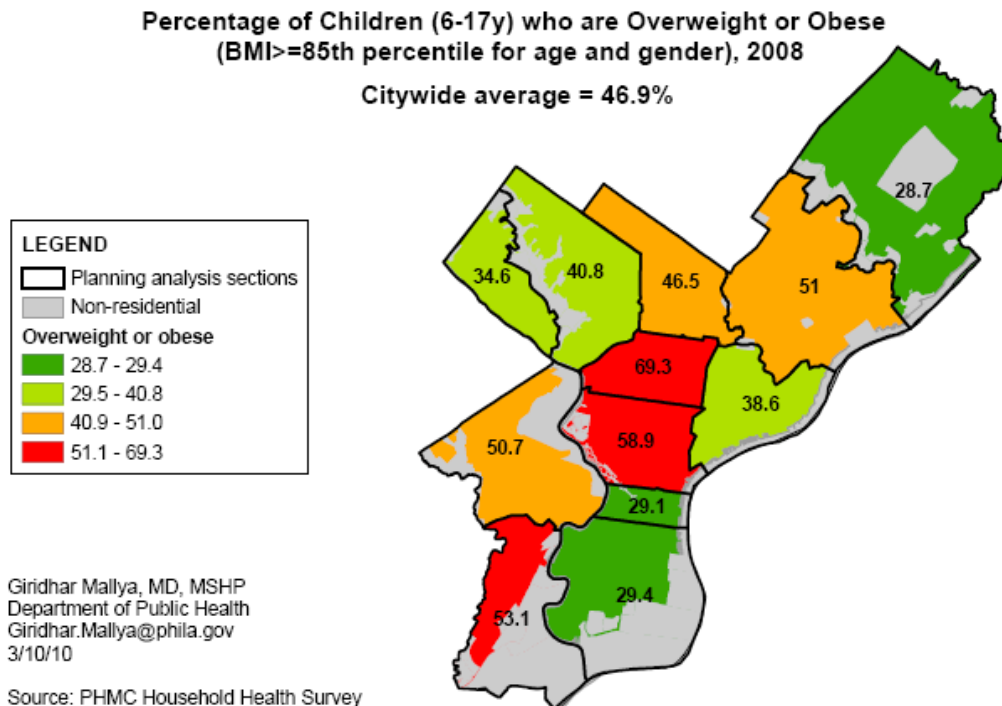 Percentage of Children (6-17y) who are Overweight or Obese
(BMI>=85th percentile for age and gender), 2008
Citywide average = 46.9%
28.7
34.6
40.8
46.5
51
69.3
38.6
58.9
50.7
29.1
29.4
53.1
LEGEND
Planning analysis sections
Non-residential
Overweight or obese
28.7 - 29.4
29.5 - 40.8
40.9 - 51.0
51.1 - 69.3
Giridhar Mallya, MD, MSHP
Department of Public Health
Giridhar.Mallya@phila.gov
3/10/10
Source: PHMC Household Health Survey